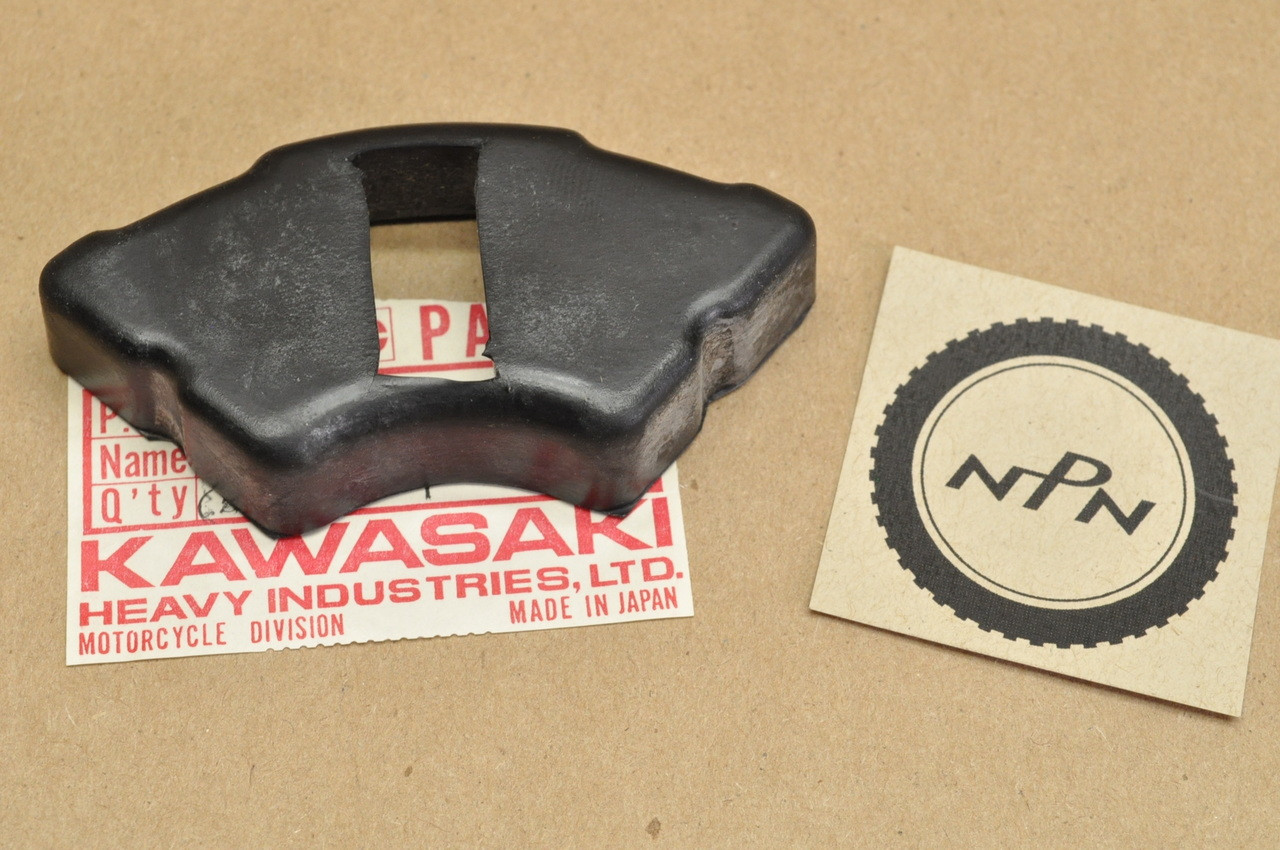 PA
P.
Name
Q'ty
KAWASAKI
HEAVY INDUSTRIES, LTD.
MOTORCYCLE DIVISION MADE IN JAPAN
NPN